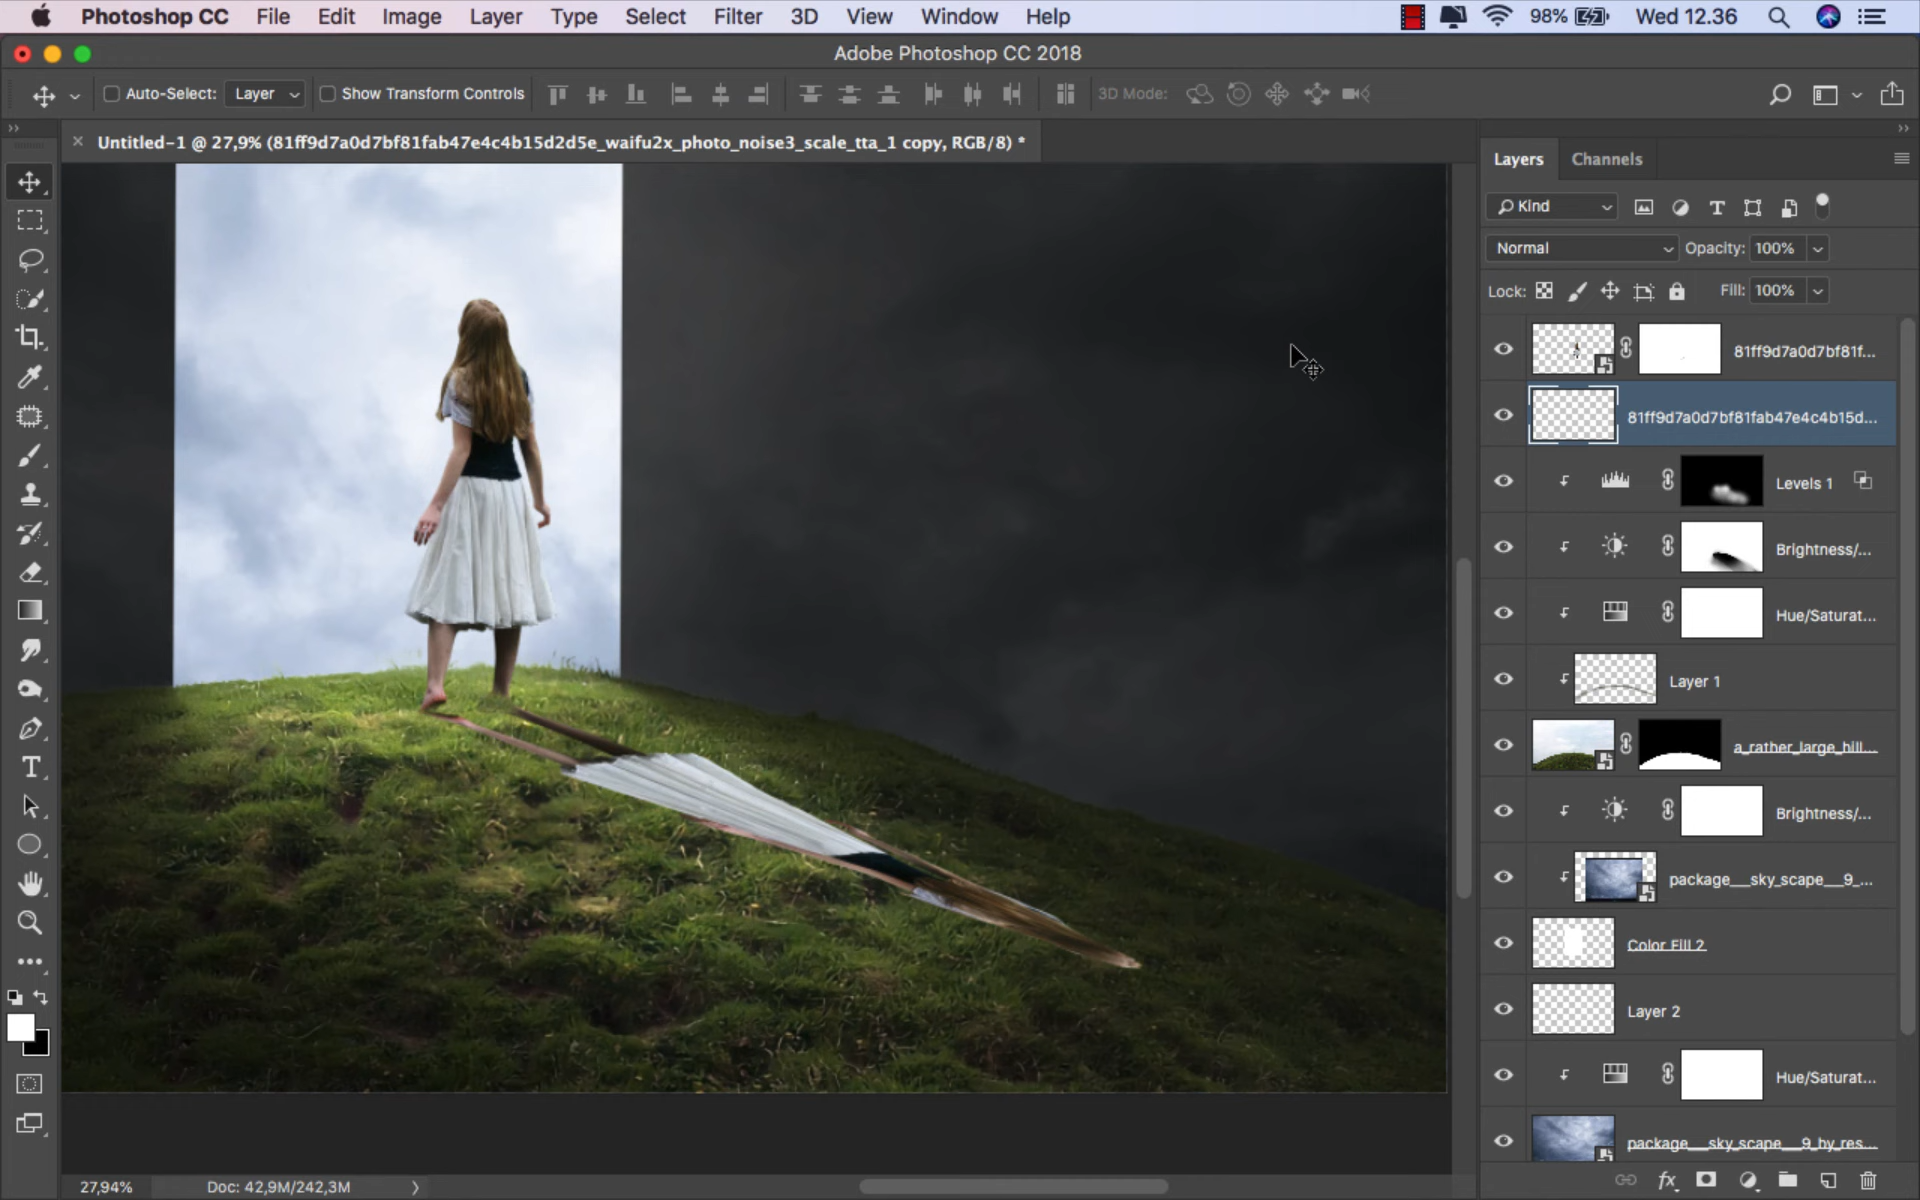 Photoshop CC File Edit Image Layer Type Select Filter 3D View Window Help 98% Wed 12.36
Adobe Photoshop CC 2018
Auto-Select: Layer Show Transform Controls 3D Mode:
Untitled-1 @ 27,9% (81ff9d7a0d7bf81fab47e4c4b15d2d5e_waifu2x_photo_noise3_scale_tta_1 copy, RGB/8) *
Layers Channels
Kind
Normal Opacity: 100%
Lock: Fill: 100%
81ff9d7a0d7bf81f...
81ff9d7a0d7bf81fab47e4c4b15d...
Levels 1
Brightness/...
Hue/Saturat...
Layer 1
a_rather_large_hill...
Brightness/...
package__sky_scape__9_...
Color Fill 2
Layer 2
Hue/Saturat...
package__sky_scape__9_by_res...
27,94% Doc: 42,9M/242,3M